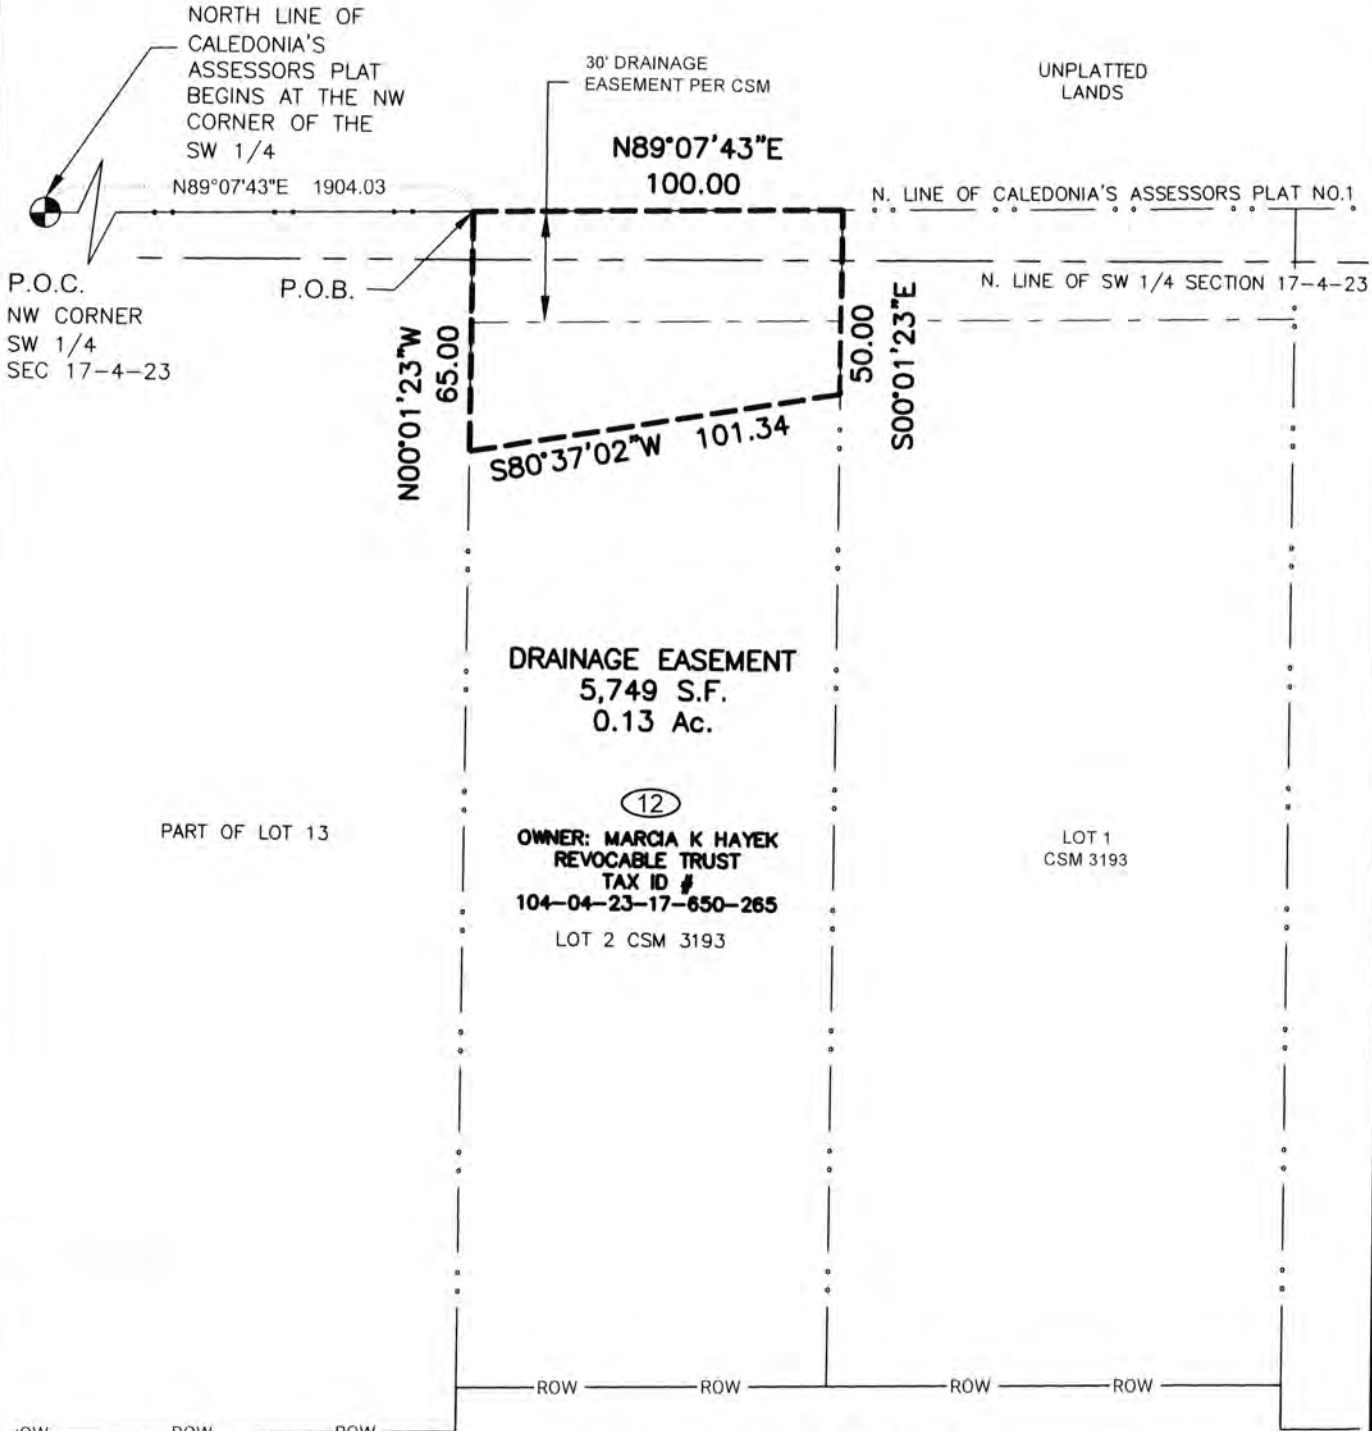 NORTH LINE OF
CALEDONIA'S
ASSESSORS PLAT
BEGINS AT THE NW
CORNER OF THE
SW 1/4
30' DRAINAGE
EASEMENT PER CSM
UNPLATTED
LANDS
N89°07'43"E
100.00
N89°07'43"E 1904.03
N. LINE OF CALEDONIA'S ASSESSORS PLAT NO.1
P.O.C.
NW CORNER
SW 1/4
SEC 17-4-23
P.O.B.
N. LINE OF SW 1/4 SECTION 17-4-23
N00°01'23"W
65.00
50.00
S00°01'23"E
S80°37'02"W 101.34
DRAINAGE EASEMENT
5,749 S.F.
0.13 Ac.
12
PART OF LOT 13
OWNER: MARCIA K HAYEK
REVOCABLE TRUST
TAX ID #
104-04-23-17-650-265
LOT 2 CSM 3193
LOT 1
CSM 3193
ROW ROW ROW ROW
ROW ROW